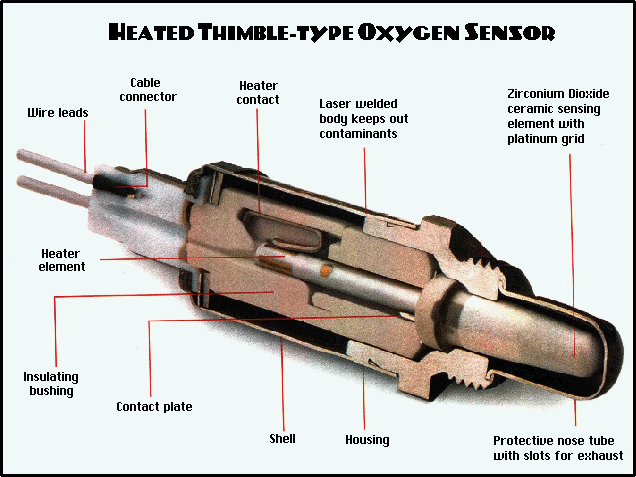 Heated Thimble-type Oxygen Sensor
Cable
connector
Wire leads
Heater
contact
Laser welded
body keeps out
contaminants
Zirconium Dioxide
ceramic sensing
element with
platinum grid
Heater
element
Insulating
bushing
Contact plate
Shell
Housing
Protective nose tube
with slots for exhaust